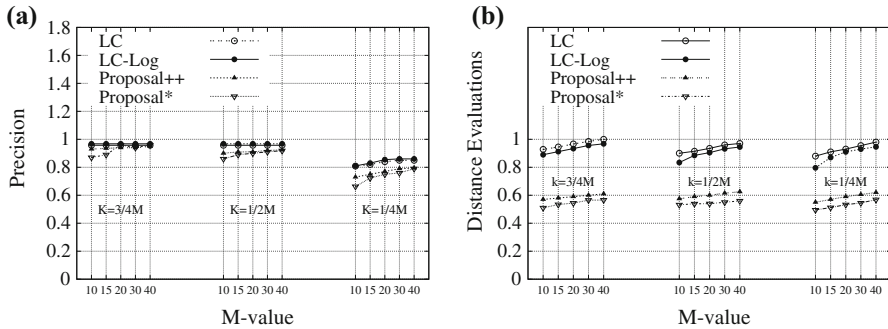 (a)
1.8
1.6
1.4
1.2
1
0.8
0.6
0.4
0.2
0
Precision
LC
LC-Log
Proposal++
Proposal*
K=3/4M
K=1/2M
K=1/4M
10 15 20 30 40 10 15 20 30 40 10 15 20 30 40
M-value
(b)
1
0.8
0.6
0.4
0.2
0
Distance Evaluations
LC
LC-Log
Proposal++
Proposal*
k=3/4M
k=1/2M
k=1/4M
10 15 20 30 40 10 15 20 30 40 10 15 20 30 40
M-value